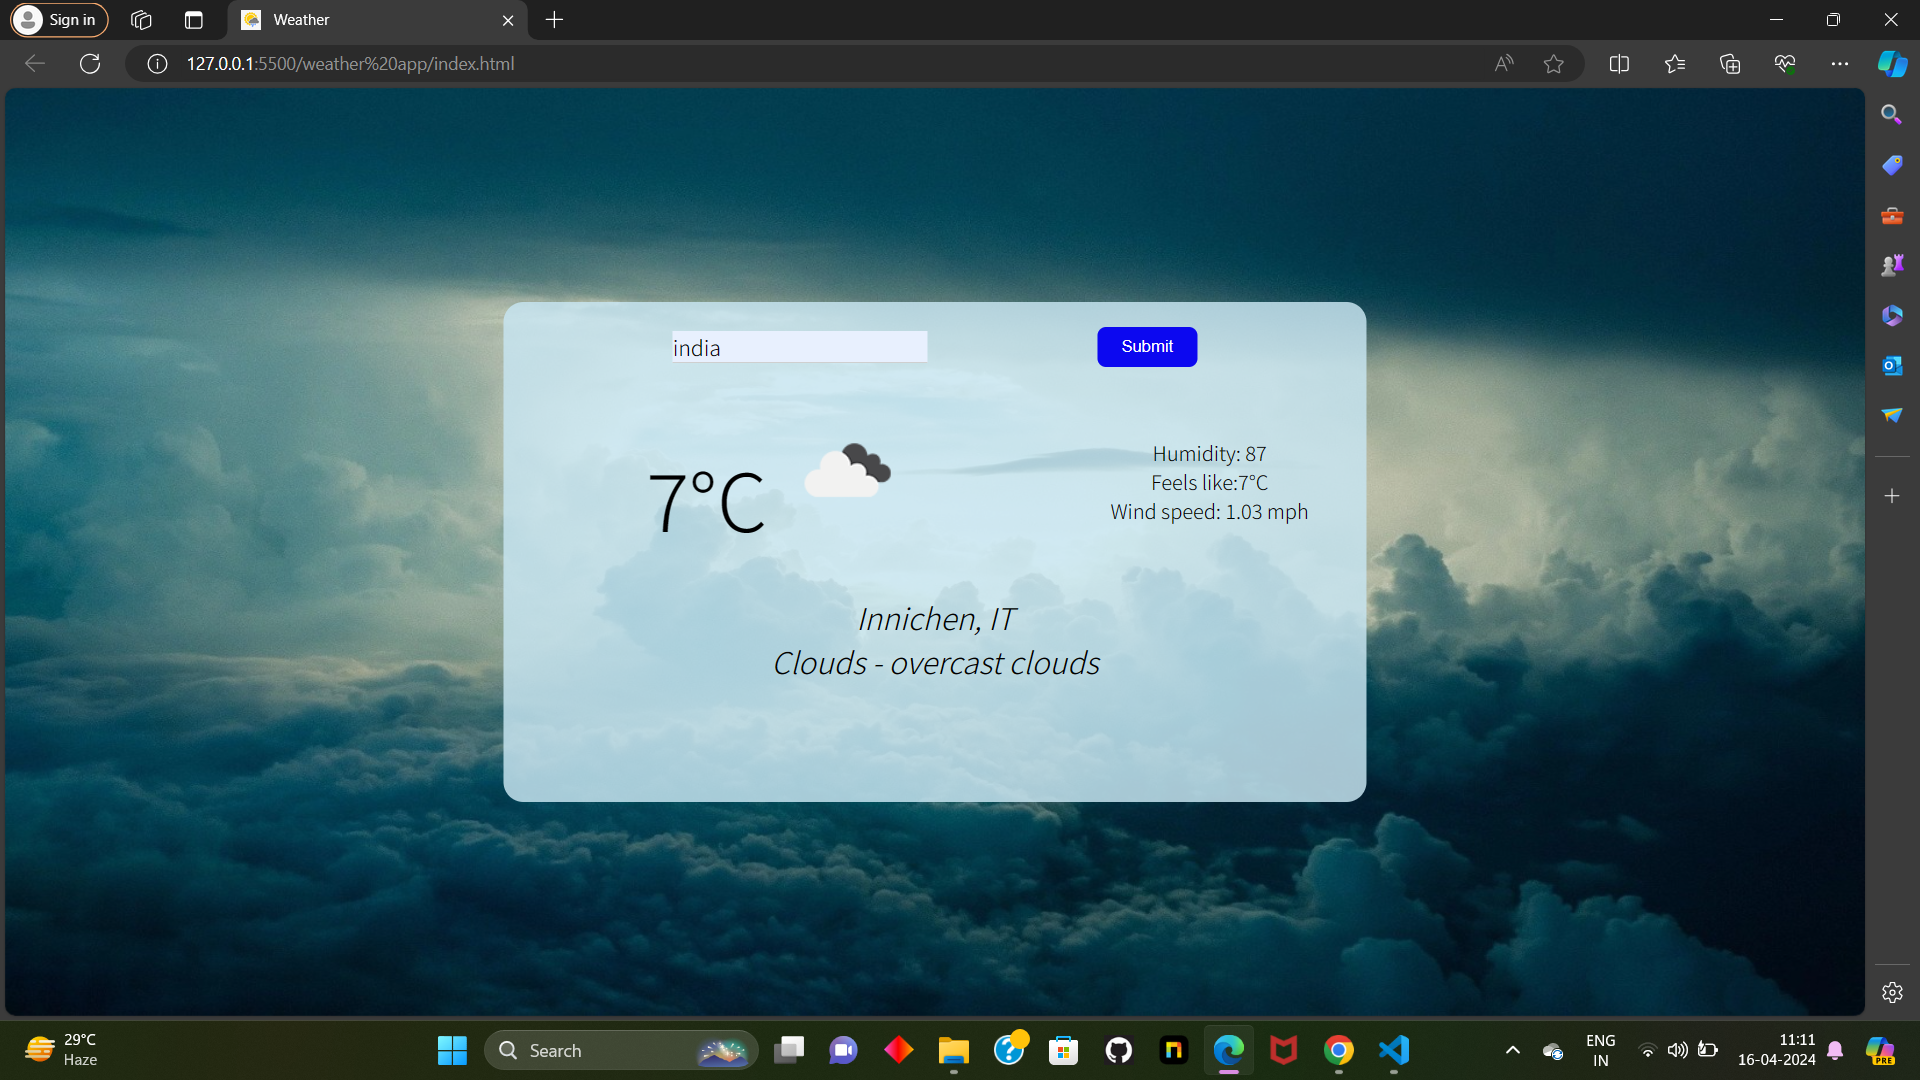 Sign in
Weather
127.0.0.1:5500/weather%20app/index.html
india
Submit
7°C
Humidity: 87
Feels like:7°C
Wind speed: 1.03 mph
Innichen, IT
Clouds - overcast clouds
29°C
Haze
Search
ENG
IN
11:11
16-04-2024
PRE